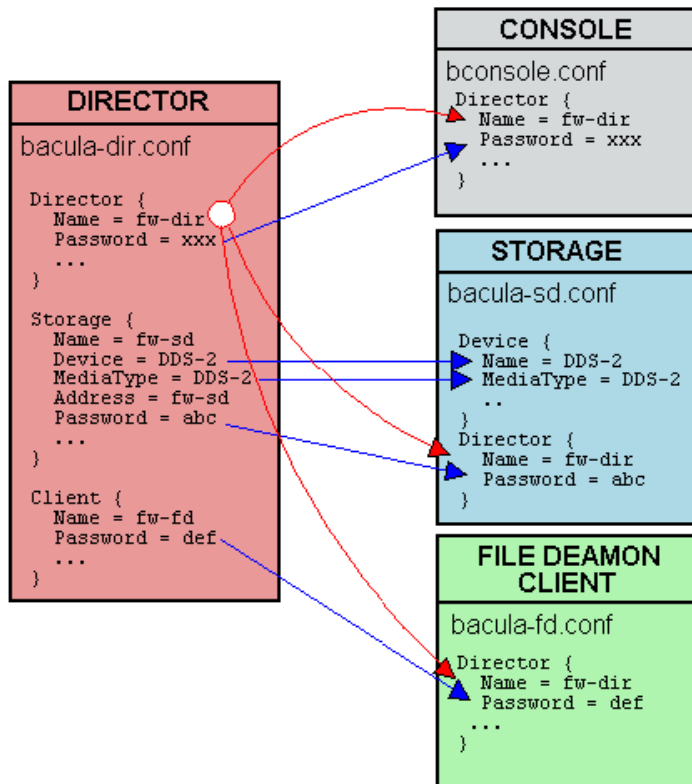 DIRECTOR
bacula-dir.conf
Director {
Name = fw-dir
Password = xxx
...
}
Storage {
Name = fw-sd
Device = DDS-2
MediaType = DDS-2
Address = fw-sd
Password = abc
...
}
Client {
Name = fw-fd
Password = def
...
}
CONSOLE
bconsole.conf
Director {
Name = fw-dir
Password = xxx
...
}
STORAGE
bacula-sd.conf
Device {
Name = DDS-2
MediaType = DDS-2
..
}
Director {
Name = fw-dir
Password = abc
}
FILE DEAMON
CLIENT
bacula-fd.conf
Director {
Name = fw-dir
Password = def
...
}